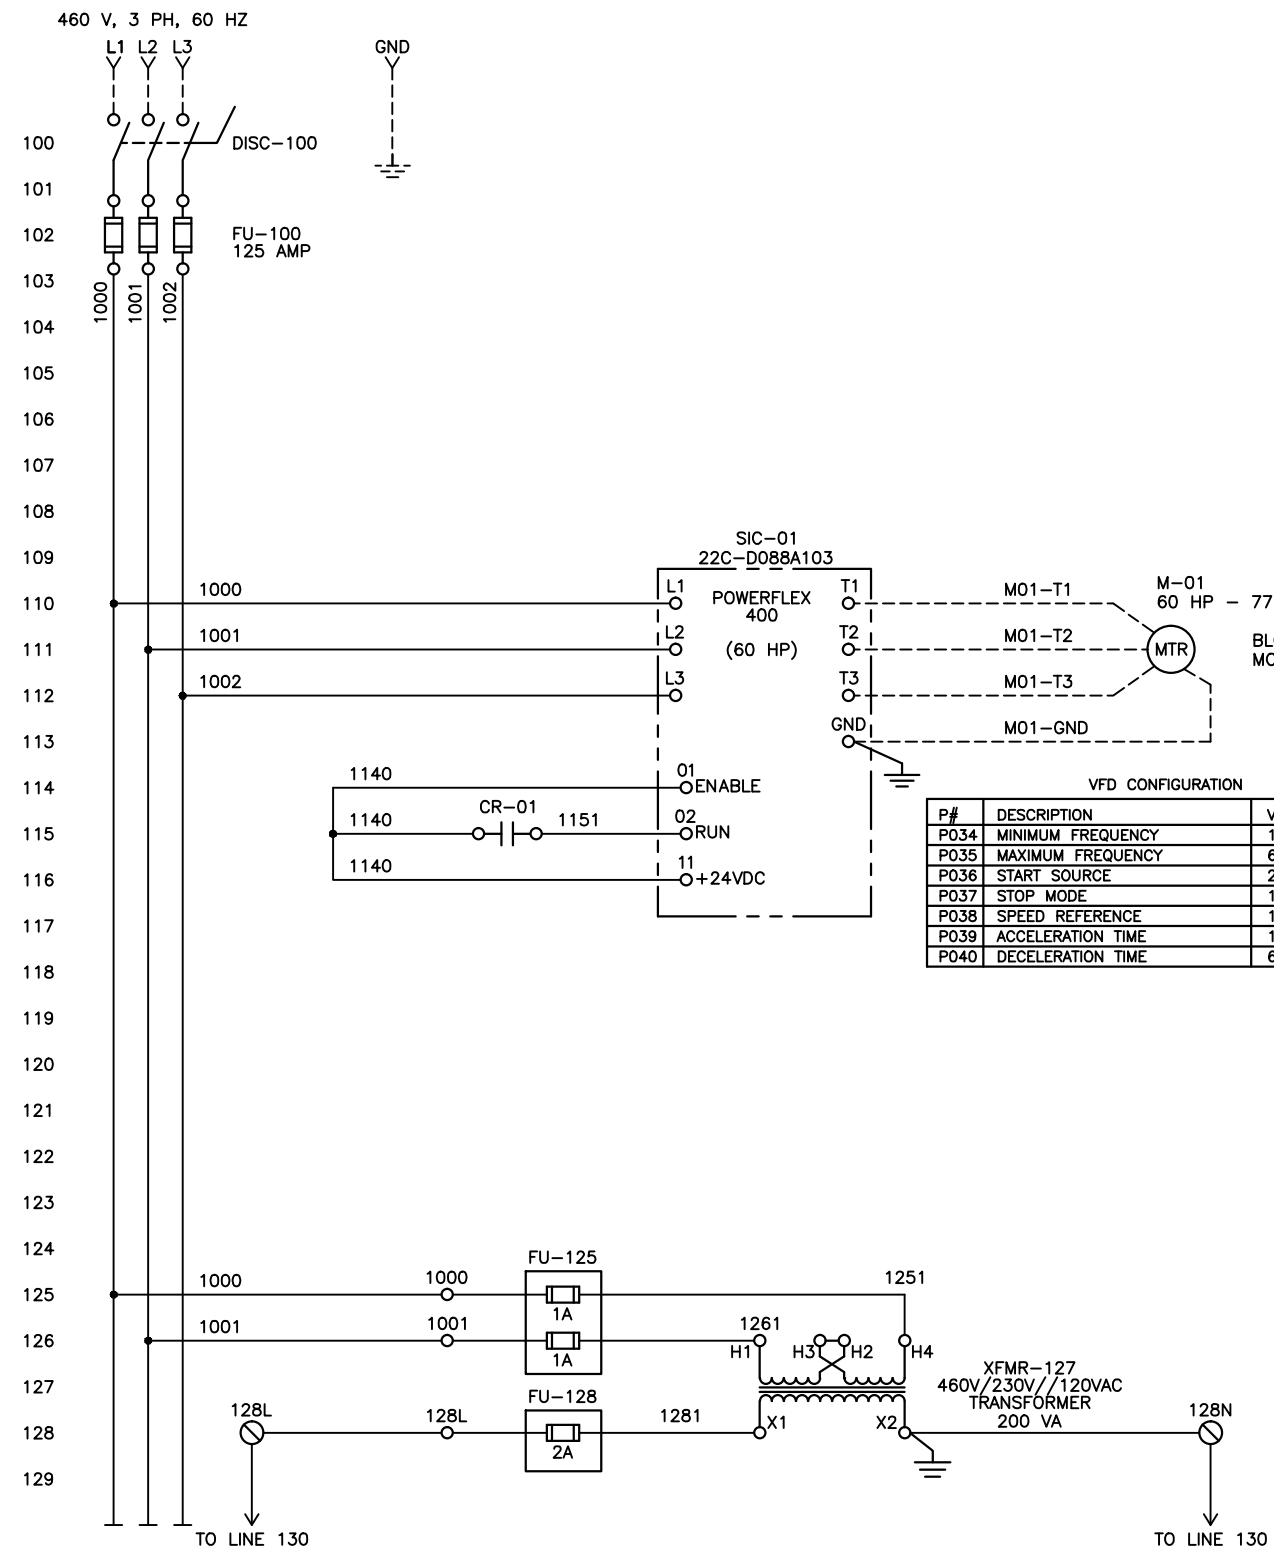 460 V, 3 PH, 60 HZ
L1 L2 L3 GND
100 DISC-100
101
102 FU-100
125 AMP
103 1000 1001 1002
104
105
106
107
108
SIC-01
109 22C-D088A103
110 1000 L1 POWERFLEX T1 M01-T1 M-01
400 60 HP - 77
111 1001 L2 (60 HP) T2 M01-T2 MTR
112 1002 L3 T3 M01-T3
113 GND M01-GND
114 1140 01 ENABLE
VFD CONFIGURATION
P# DESCRIPTION
115 1140 CR-01 1151 02 RUN
P034 MINIMUM FREQUENCY
P035 MAXIMUM FREQUENCY
116 1140 11 +24VDC
P036 START SOURCE
P037 STOP MODE
P038 SPEED REFERENCE
P039 ACCELERATION TIME
P040 DECELERATION TIME
117
118
119
120
121
122
123
124
FU-125
125 1000 1000 1A 1251
126 1001 1001 1A 1261 H1 H3 H2 H4
127 XFMR-127
460V/230V//120VAC
TRANSFORMER
200 VA
FU-128
128 128L 128L 2A 1281 X1 X2 128N
129
TO LINE 130 TO LINE 130